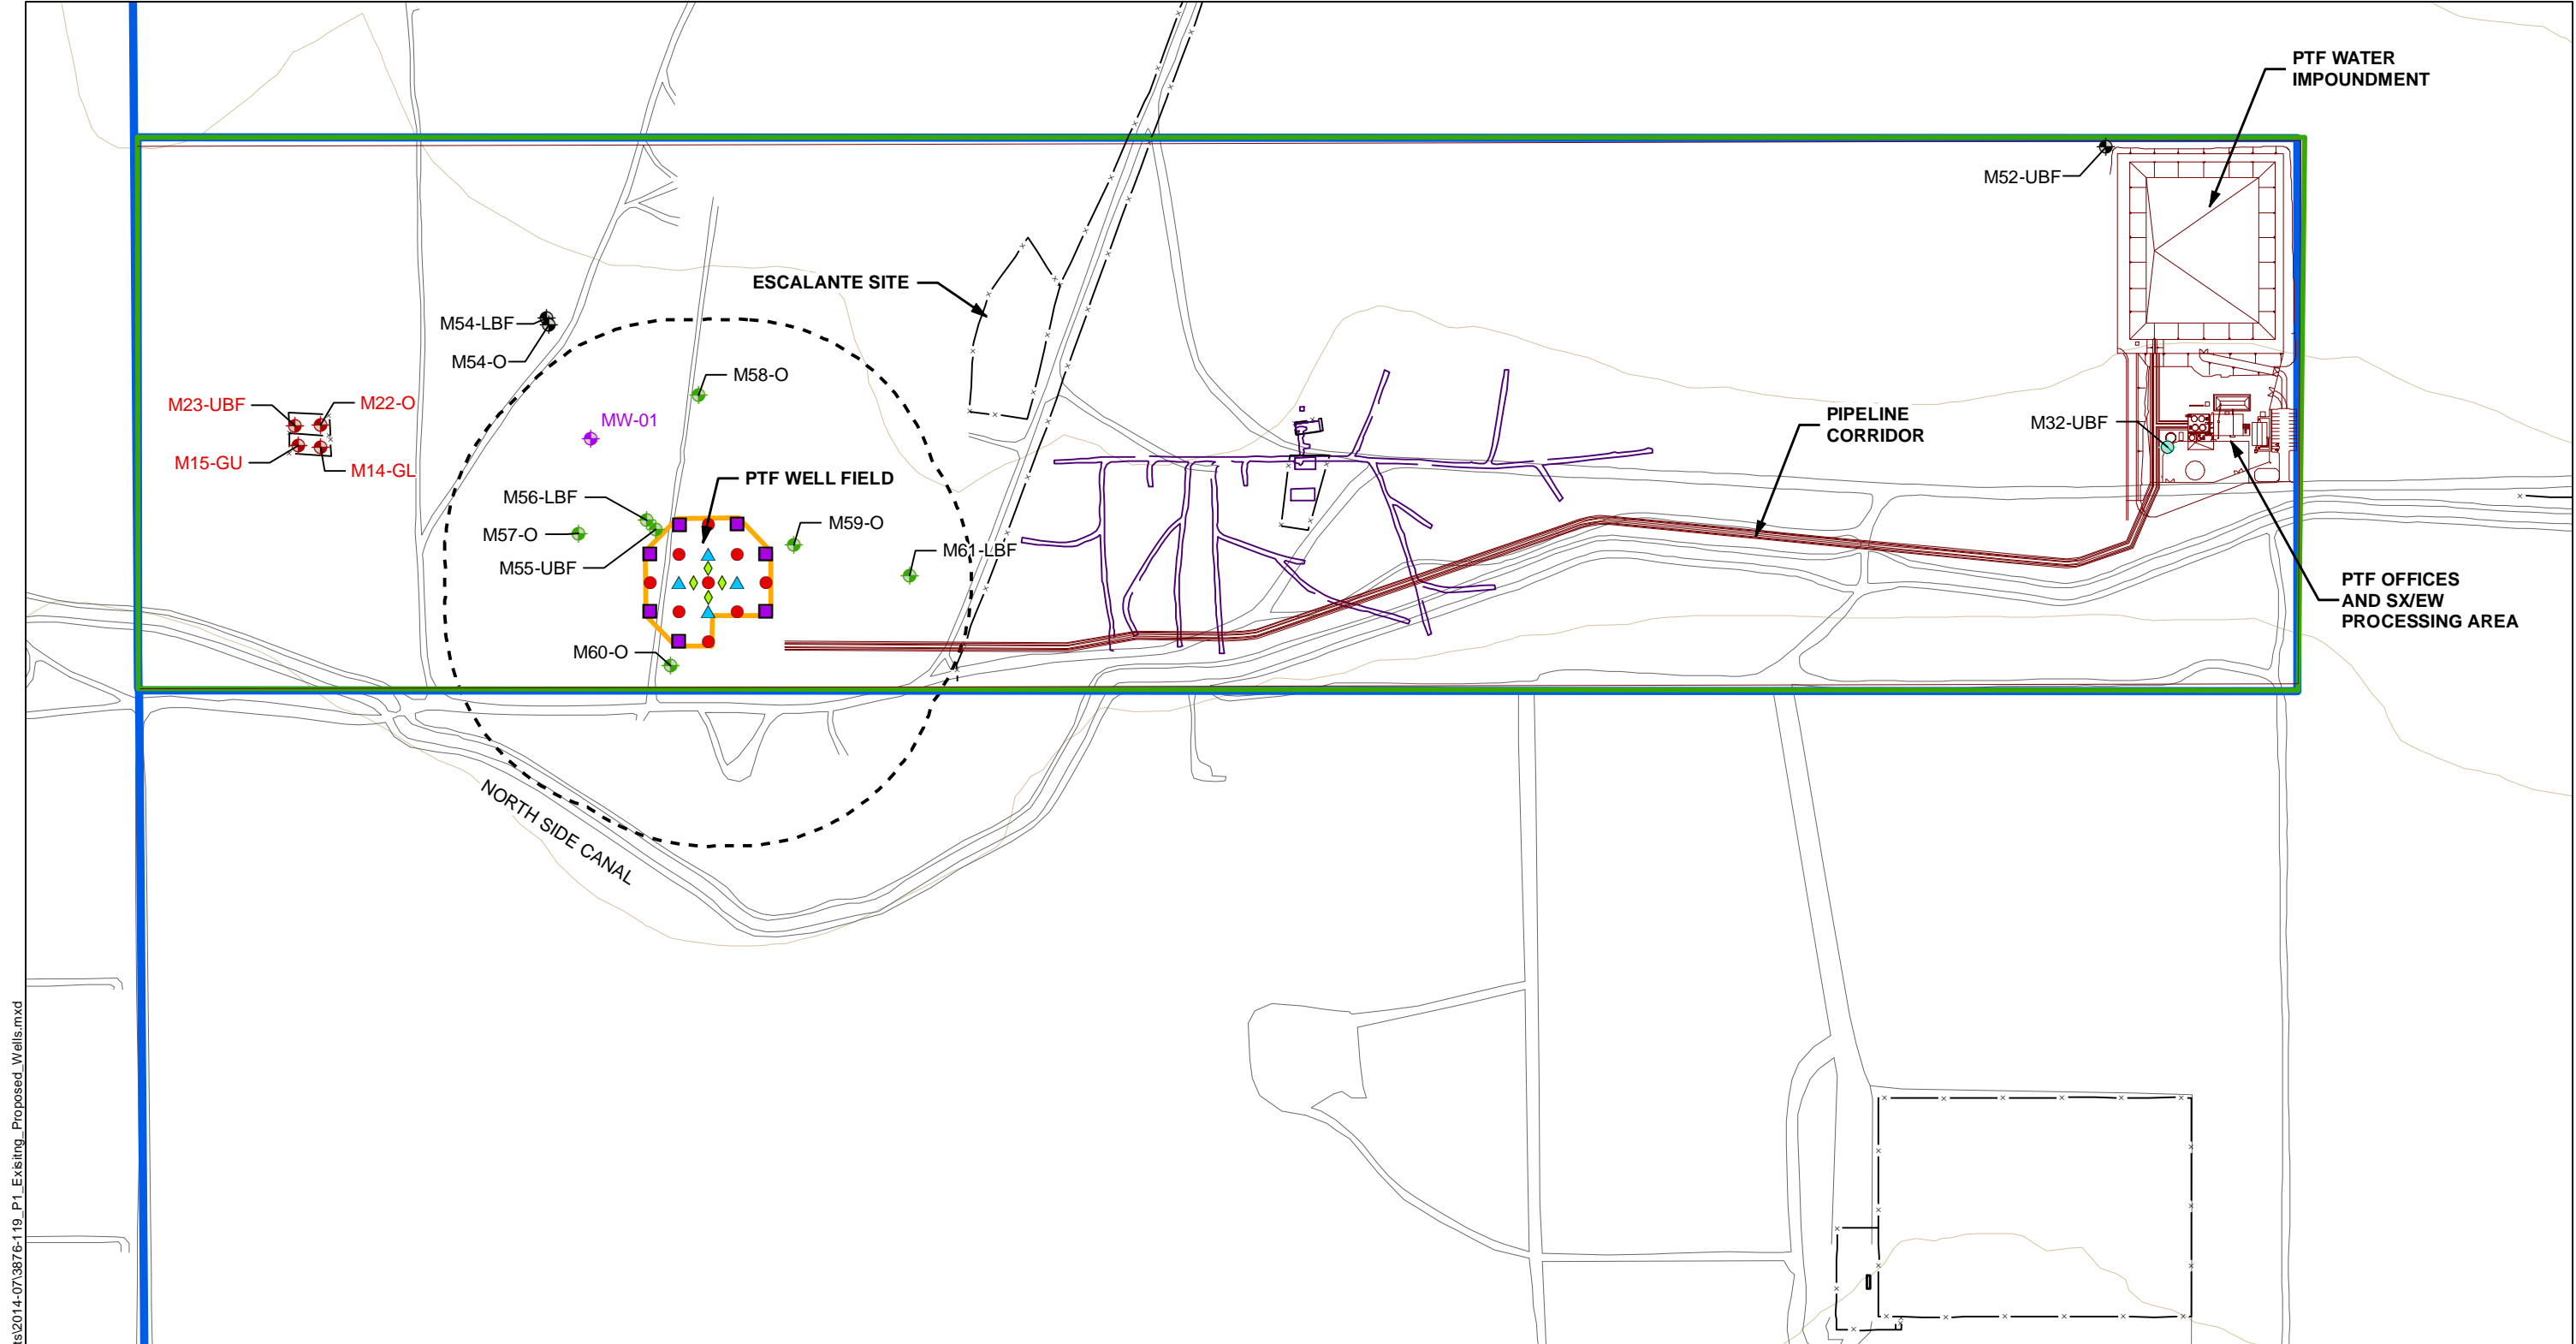 PTF WATER
IMPOUNDMENT
M52-UBF
ESCALANTE SITE
M54-LBF
M54-O
M58-O
M23-UBF
M22-O
MW-01
PIPELINE
CORRIDOR
M32-UBF
M15-GU
M14-GL
PTF WELL FIELD
M56-LBF
M59-O
M57-O
M61-LBF
M55-UBF
PTF OFFICES
AND SX/EW
PROCESSING AREA
M60-O
NORTH SIDE CANAL
ts\2014-07\3876-119_P1_Exisitng_Proposed_Wells.mxd